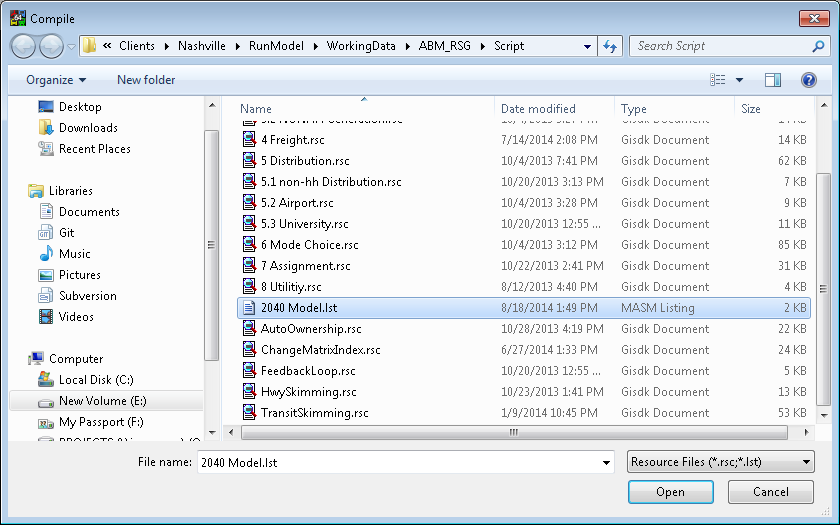 Compile
« Clients Nashville RunModel WorkingData ABM_RSG Script
Search Script
Organize New folder
Name Date modified Type Size
Desktop
Downloads
Recent Places
Libraries
Documents
Git
Music
Pictures
Subversion
Videos
Computer
Local Disk (C:)
New Volume (E:)
My Passport (F:)
4 Freight.rsc 7/14/2014 2:08 PM Gisdk Document 14 KB
5 Distribution.rsc 10/4/2013 7:41 PM Gisdk Document 62 KB
5.1 non-hh Distribution.rsc 10/20/2013 3:13 PM Gisdk Document 7 KB
5.2 Airport.rsc 10/4/2013 3:28 PM Gisdk Document 9 KB
5.3 University.rsc 10/20/2013 12:55 ... Gisdk Document 11 KB
6 Mode Choice.rsc 10/4/2013 3:12 PM Gisdk Document 85 KB
7 Assignment.rsc 10/22/2013 2:41 PM Gisdk Document 31 KB
8 Utilitiy.rsc 8/12/2013 4:40 PM Gisdk Document 4 KB
2040 Model.lst 8/18/2014 1:49 PM MASM Listing 2 KB
AutoOwnership.rsc 10/28/2013 4:19 PM Gisdk Document 22 KB
ChangeMatrixIndex.rsc 6/27/2014 1:33 PM Gisdk Document 24 KB
FeedbackLoop.rsc 10/20/2013 12:55 ... Gisdk Document 5 KB
HwySkimming.rsc 10/23/2013 1:41 PM Gisdk Document 13 KB
TransitSkimming.rsc 1/9/2014 10:45 PM Gisdk Document 53 KB
File name: 2040 Model.lst Resource Files (*.rsc;*.lst)
Open Cancel